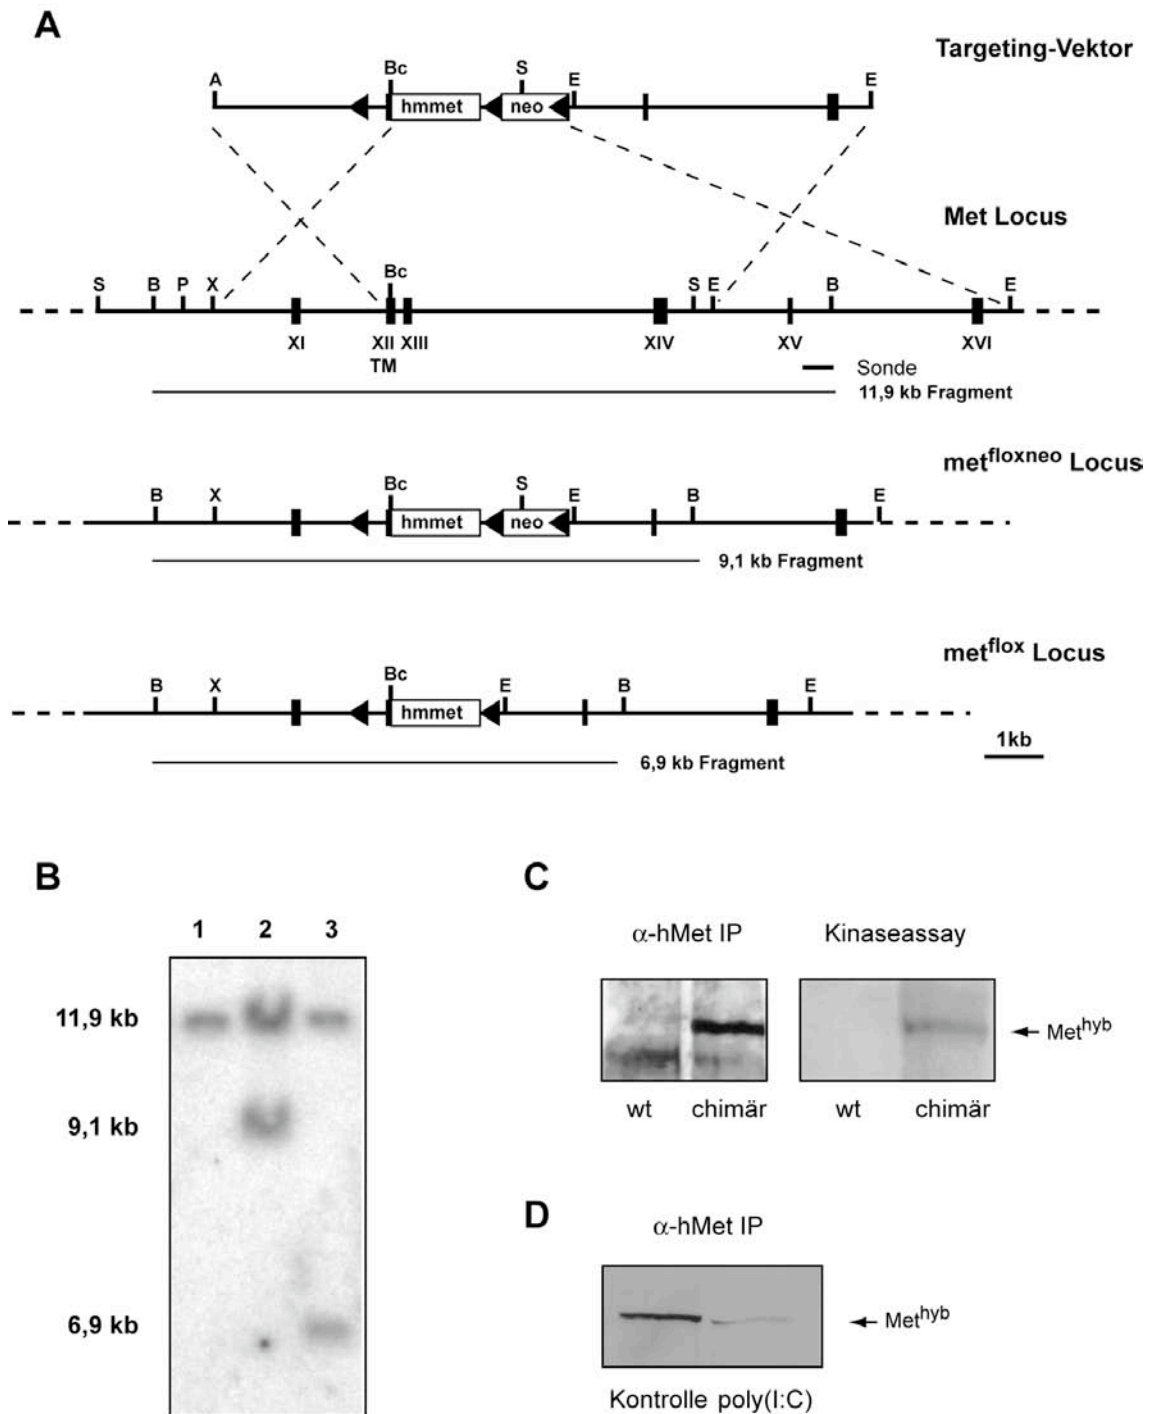 A
Targeting-Vektor
A Bc S E E
hmmet neo
Met Locus
S B P X Bc S E B E
XI XII XIII XIV XV XVI
TM
Sonde
11,9 kb Fragment
met^floxneo Locus
B X Bc S E B E
hmmet neo
9,1 kb Fragment
met^flox Locus
B X Bc E B E
hmmet
1kb
6,9 kb Fragment
B
1 2 3
11,9 kb
9,1 kb
6,9 kb
C
α-hMet IP Kinaseassay
Met^hyb
wt chimär wt chimär
D
α-hMet IP
Met^hyb
Kontrolle poly(I:C)